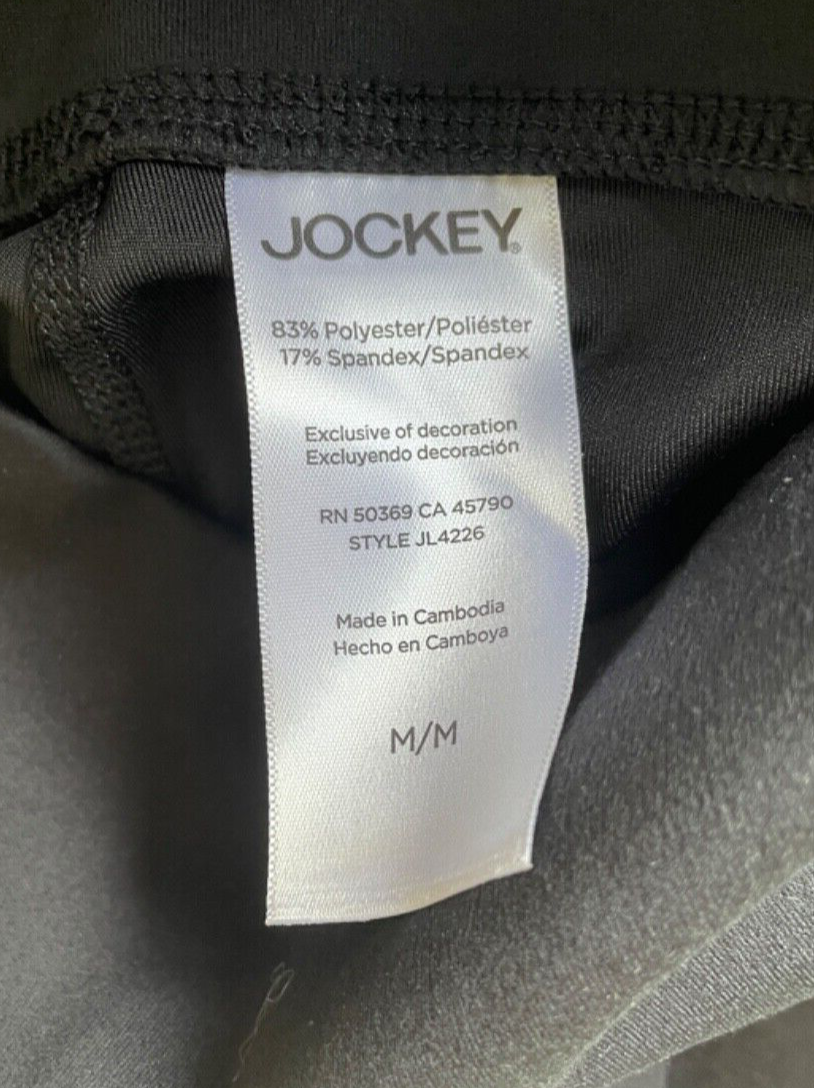 JOCKEY®
83% Polyester/Poliéster
17% Spandex/Spandex
Exclusive of decoration
Excluyendo decoración
RN 50369 CA 45790
STYLE JL4226
Made in Cambodia
Hecho en Camboya
M/M